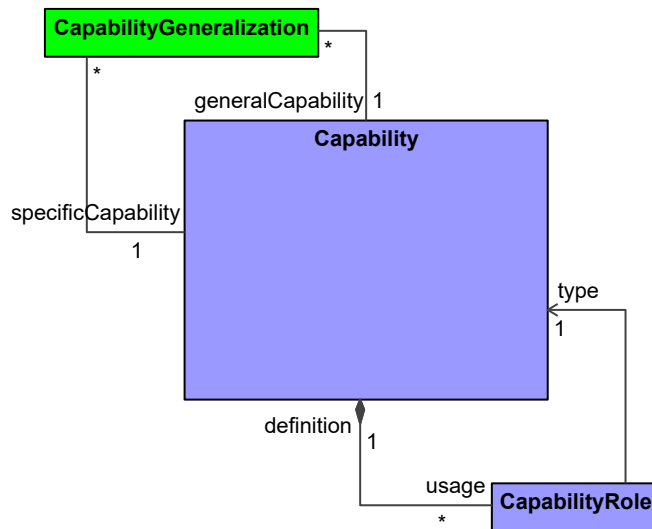 CapabilityGeneralization
*
*
generalCapability
1
Capability
specificCapability
1
type
1
definition
1
usage
*
CapabilityRole